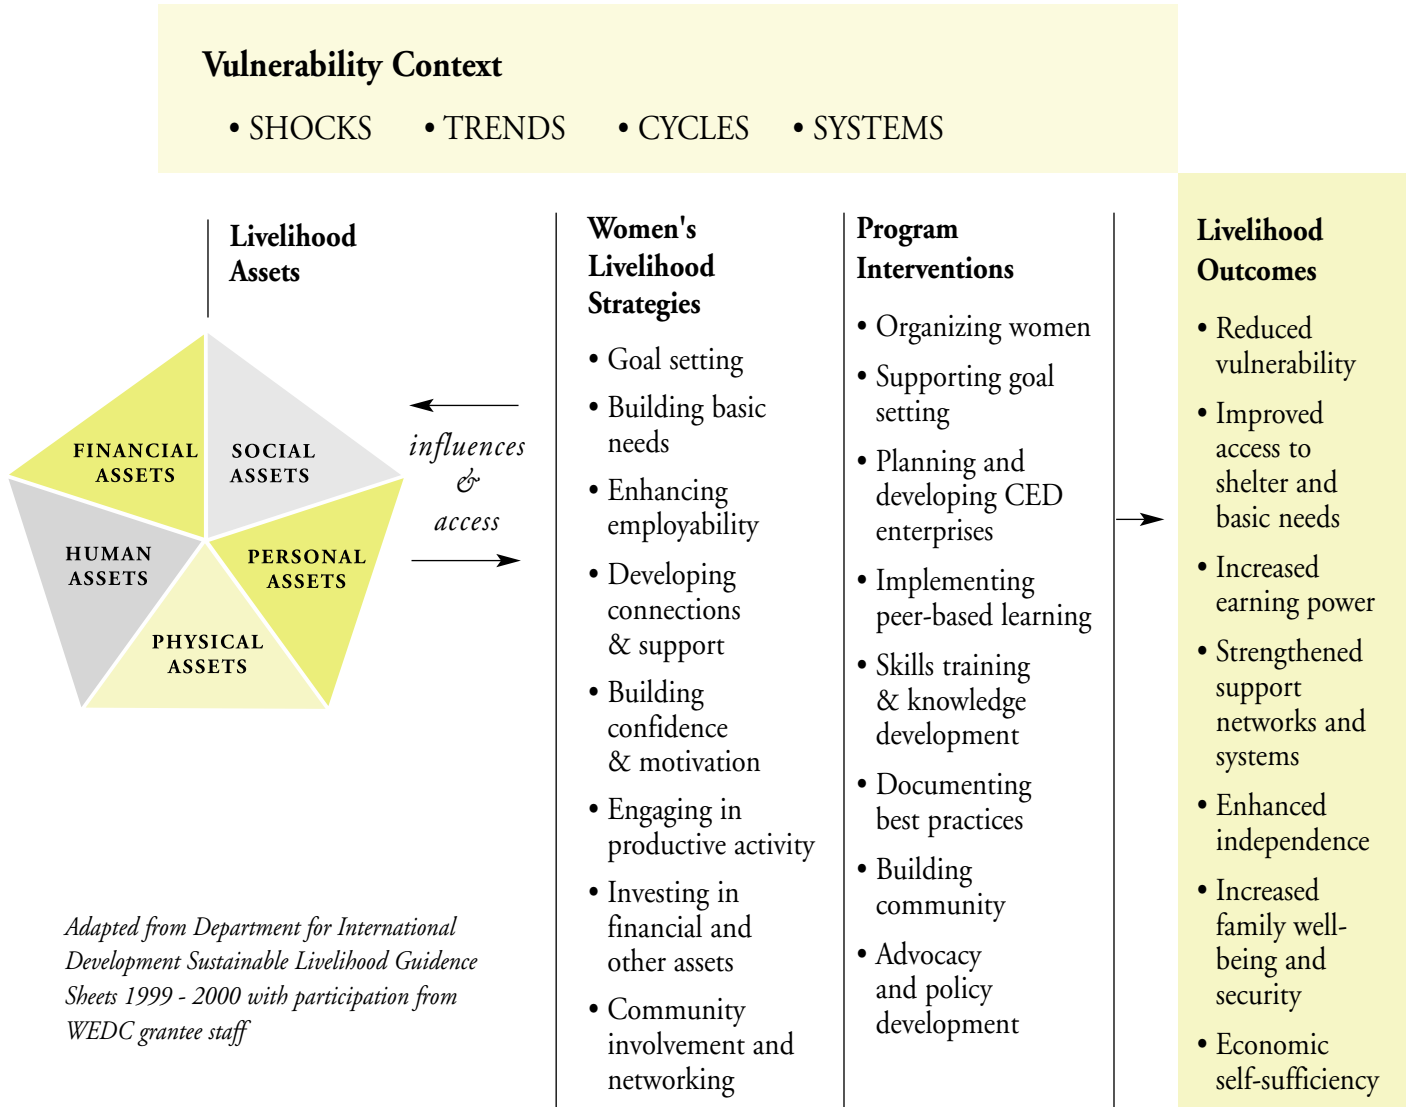 Vulnerability Context
• SHOCKS • TRENDS • CYCLES • SYSTEMS
Livelihood
Assets
FINANCIAL
ASSETS
SOCIAL
ASSETS
HUMAN
ASSETS
PERSONAL
ASSETS
PHYSICAL
ASSETS
influences
&
access
Adapted from Department for International
Development Sustainable Livelihood Guidence
Sheets 1999 - 2000 with participation from
WEDC grantee staff
Women's
Livelihood
Strategies
• Goal setting
• Building basic
needs
• Enhancing
employability
• Developing
connections
& support
• Building
confidence
& motivation
• Engaging in
productive activity
• Investing in
financial and
other assets
• Community
involvement and
networking
Program
Interventions
• Organizing women
• Supporting goal
setting
• Planning and
developing CED
enterprises
• Implementing
peer-based learning
• Skills training
& knowledge
development
• Documenting
best practices
• Building
community
• Advocacy
and policy
development
Livelihood
Outcomes
• Reduced
vulnerability
• Improved
access to
shelter and
basic needs
• Increased
earning power
• Strengthened
support
networks and
systems
• Enhanced
independence
• Increased
family well-
being and
security
• Economic
self-sufficiency